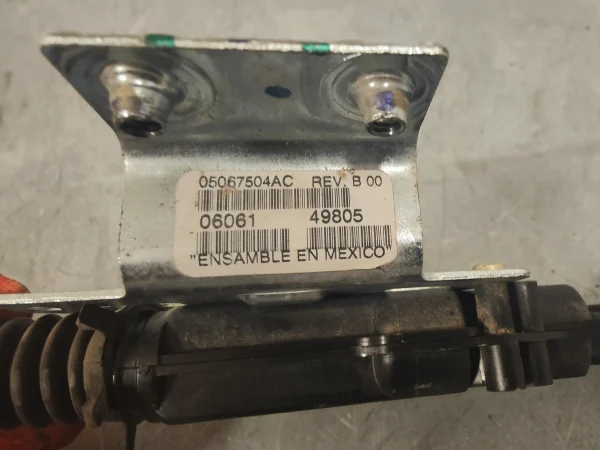 05067504AC REV. B 00
06061 49805
"ENSAMBLE EN MEXICO"